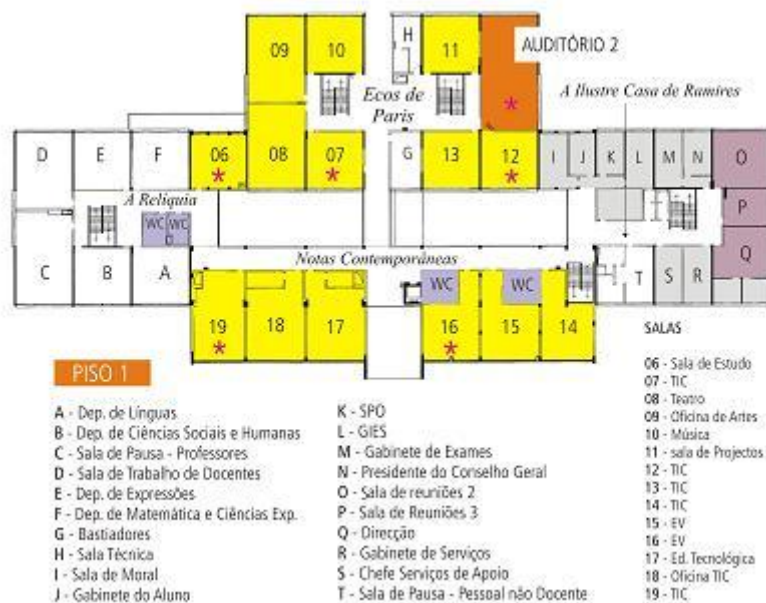 09
10
H
11
AUDITÓRIO 2
*
Ecos de
Paris
A Ilustre Casa de Ramires
D
E
F
06
*
08
07
*
G
13
12
*
I
J
K
L
M
N
O
A Relíquia
WC
WC
P
C
B
A
Notas Contemporáneas
Q
WC
WC
T
S
R
19
*
18
17
16
*
15
14
SALAS
PISO 1
A - Dep. de Línguas
B - Dep. de Ciências Sociais e Humanas
C - Sala de Pausa - Professores
D - Sala de Trabalho de Docentes
E - Dep. de Expressões
F - Dep. de Matemática e Ciências Exp.
G - Bastiadores
H - Sala Técnica
I - Sala de Moral
J - Gabinete do Aluno
K - SPO
L - GIES
M - Gabinete de Exames
N - Presidente do Conselho Geral
O - Sala de reuniões 2
P - Sala de Reuniões 3
Q - Direcção
R - Gabinete de Serviços
S - Chefe Serviços de Apoio
T - Sala de Pausa - Pessoal não Docente
06 - Sala de Estudo
07 - TIC
08 - Teatro
09 - Oficina de Artes
10 - Música
11 - sala de Projectos
12 - TIC
13 - TIC
14 - TIC
15 - EV
16 - EV
17 - Ed. Tecnológica
18 - Oficina TIC
19 - TIC